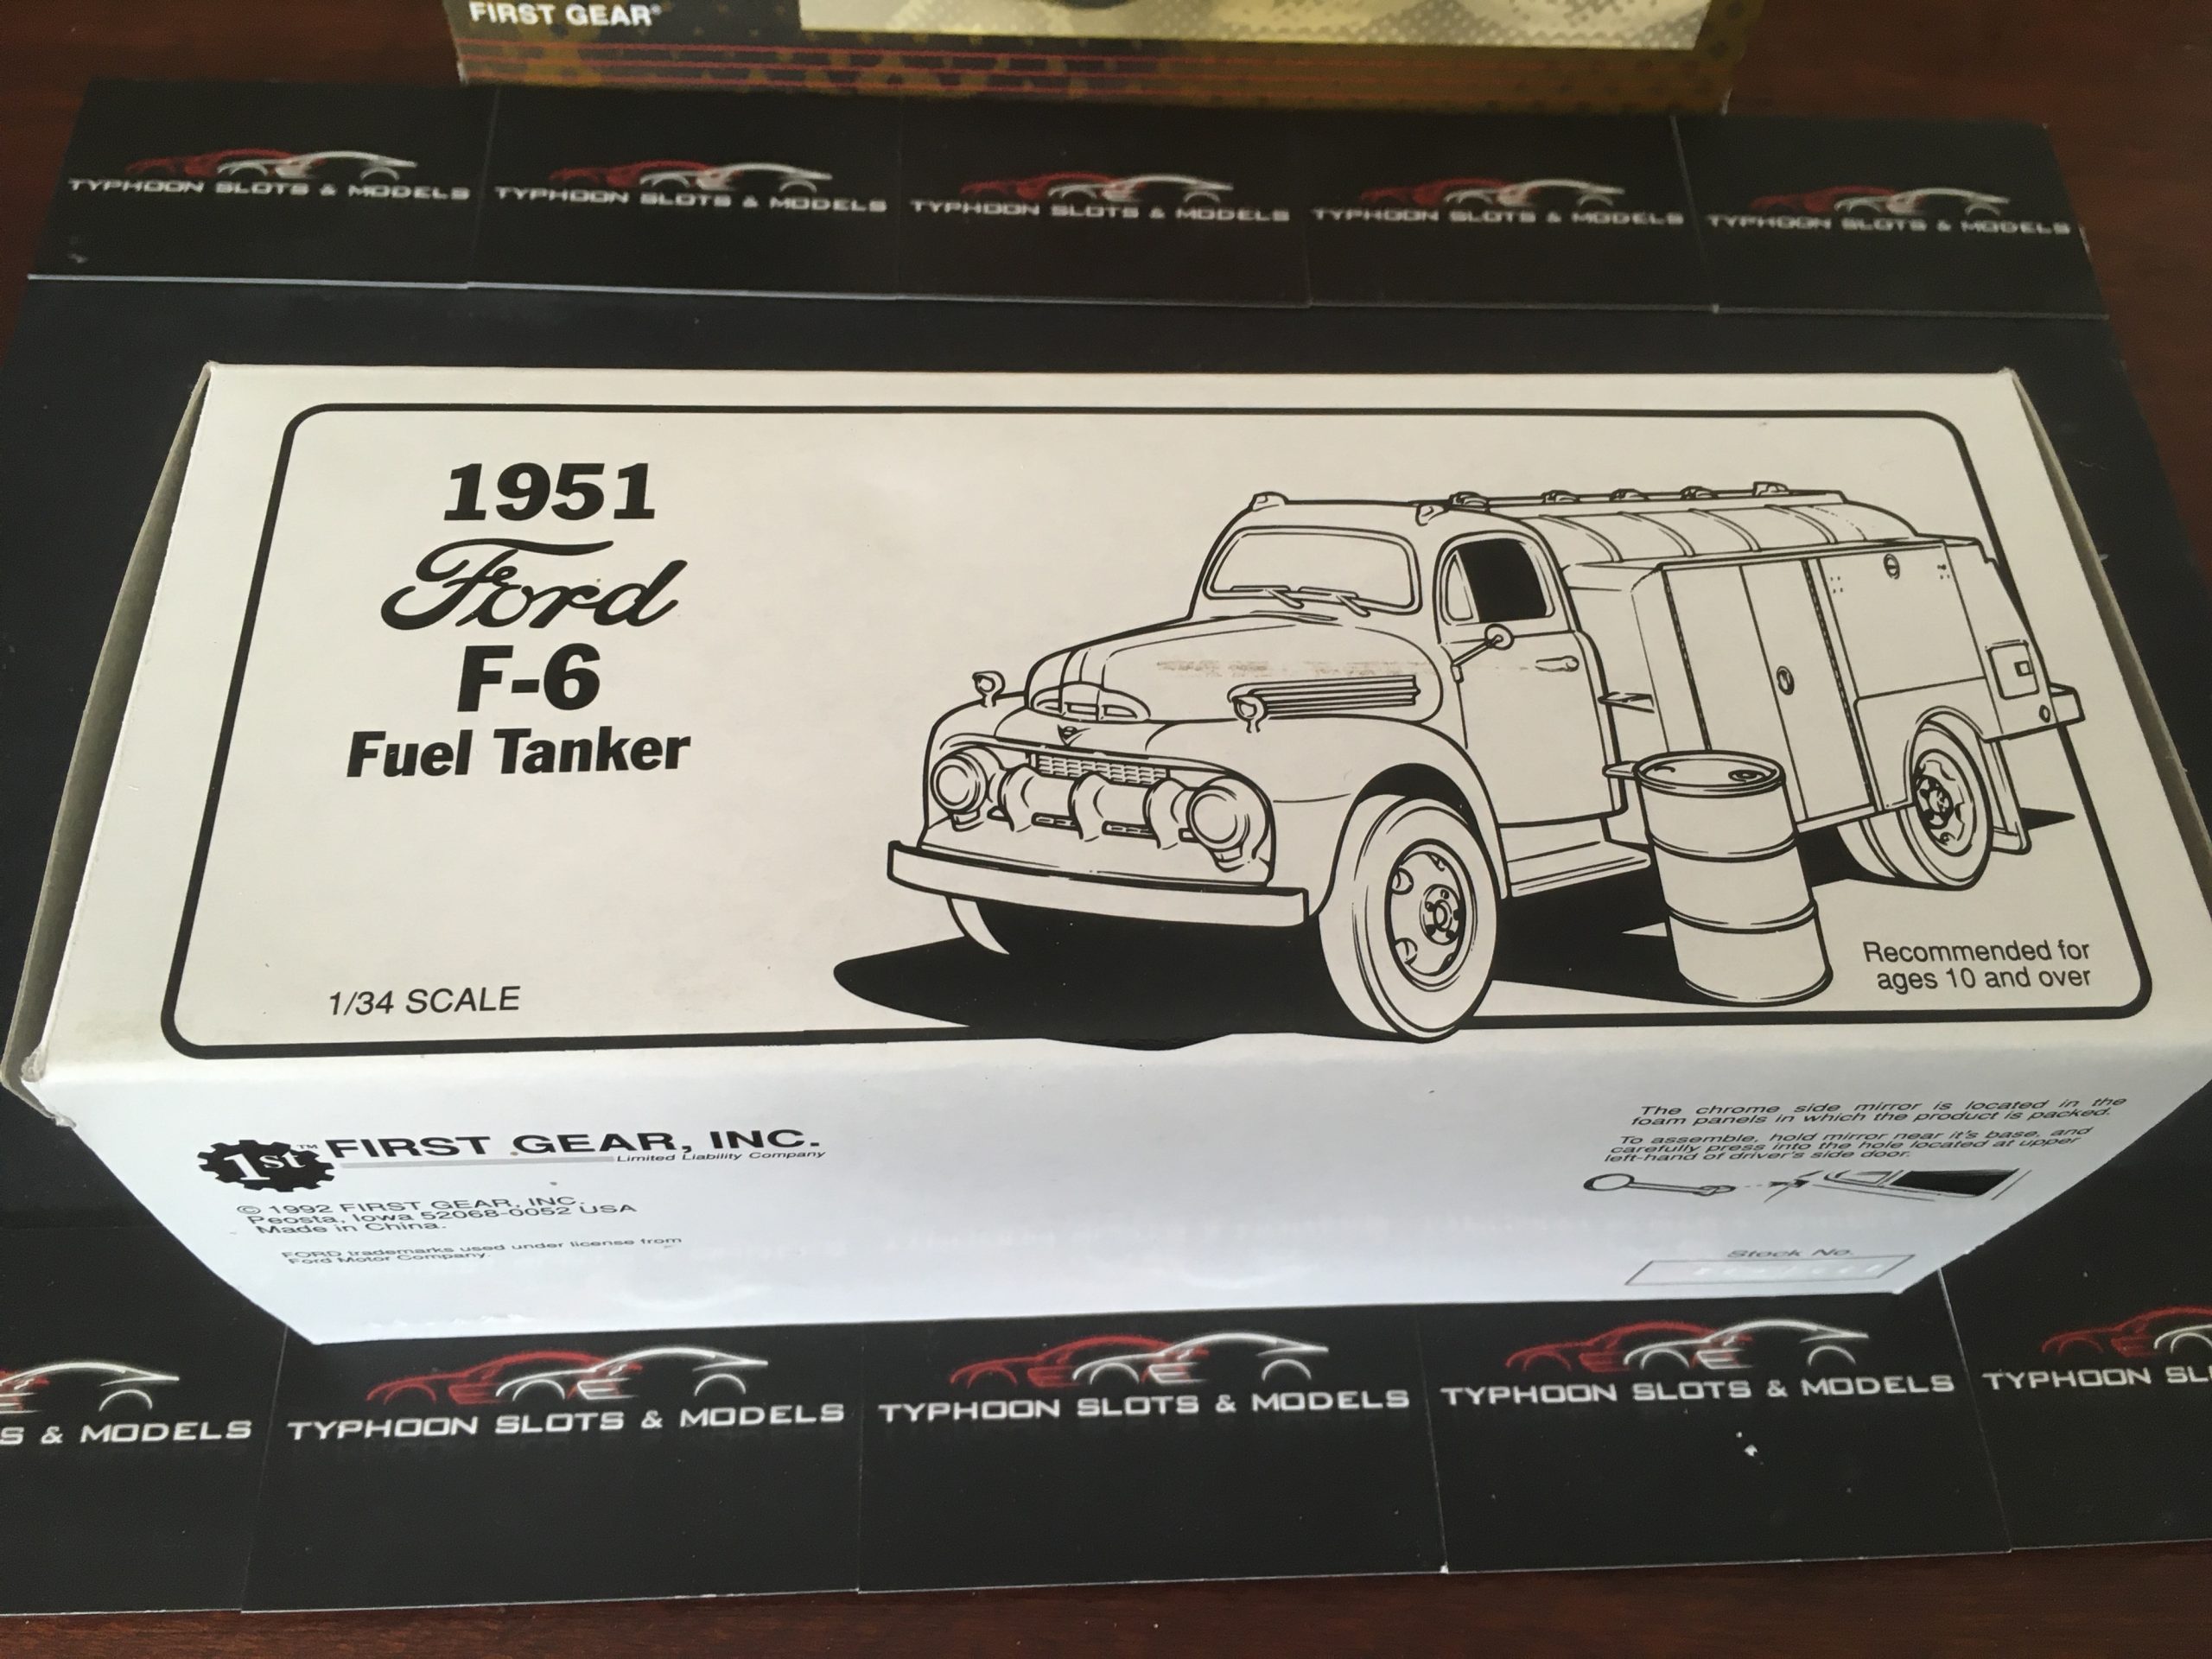 FIRST GEAR®
TYPHOON SLOTS & MODELS
TYPHOON SLOTS & MODELS
TYPHOON SLOTS & MODELS
TYPHOON SLOTS & MODELS
TYPHOON SLOTS & MODELS
1951
Ford
F-6
Fuel Tanker
1/34 SCALE
Recommended for
ages 10 and over
1st ™ FIRST GEAR, INC.
Limited Liability Company
© 1992 FIRST GEAR, INC.
Peosta, Iowa 52068-0052 USA
Made in China.
FORD trademarks used under license from
Ford Motor Company.
The chrome side mirror is located in the
foam panels in which the product is packed.
To assemble, hold mirror near it's base, and
carefully press into the hole located at upper
left-hand of driver's side door.
Stock No.
S & MODELS
TYPHOON SLOTS & MODELS
TYPHOON SLOTS & MODELS
TYPHOON SLOTS & MODELS
TYPHOON SL